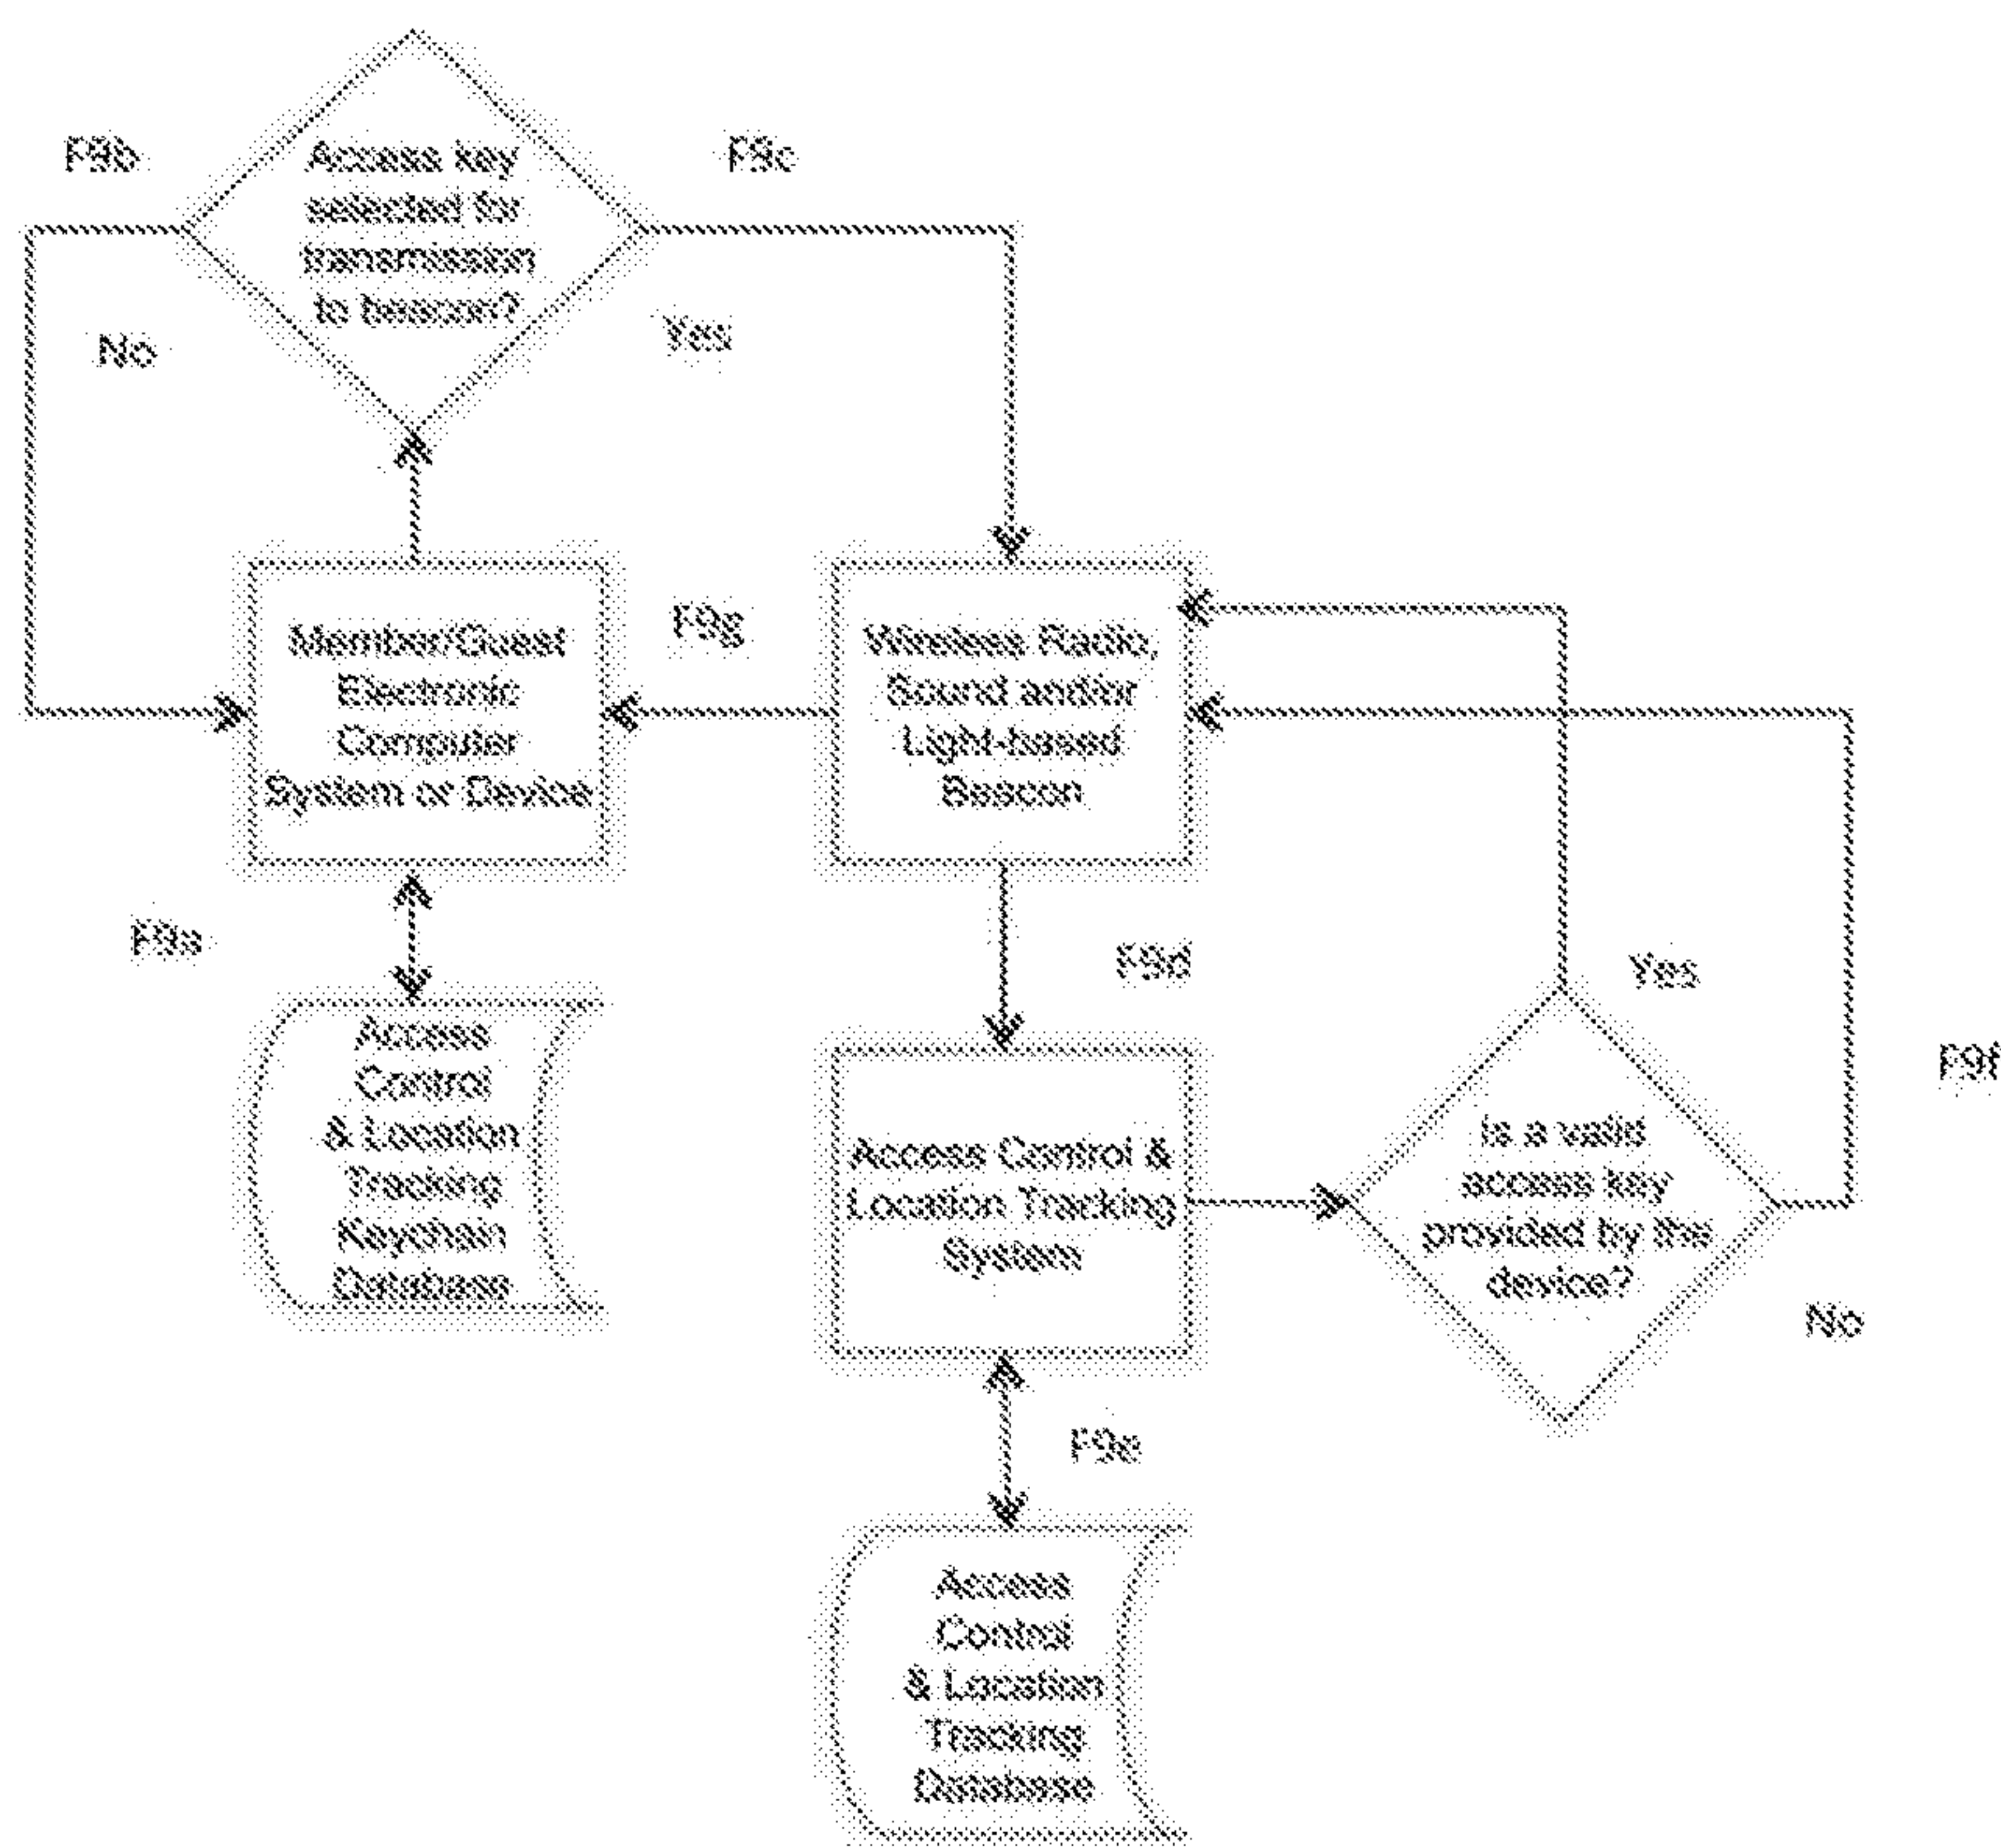 F9b
Access key
selected for
transmission
to beacon?
F9c
No
Yes
Member/Guest
Electronic
Computer
System or Device
F9g
Wireless Radio,
Sound and/or
Light-based
Beacon
F9a
F9d
Access
Control
& Location
Tracking
Keychain
Database
Access Control &
Location Tracking
System
Yes
F9f
Is a valid
access key
provided by the
device?
No
F9e
Access
Control
& Location
Tracking
Database